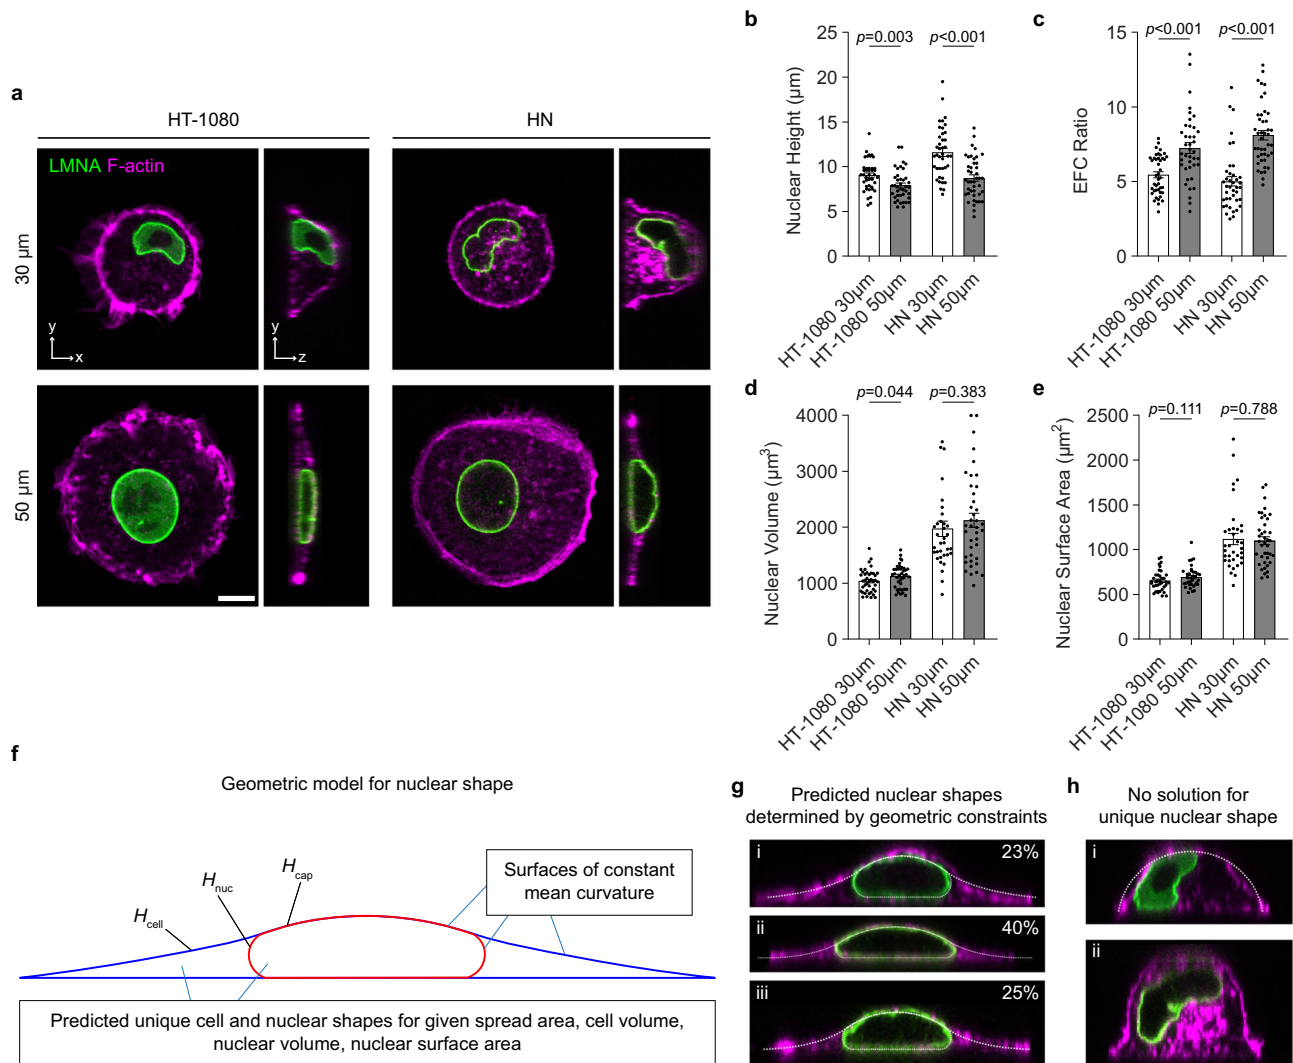 a
HT-1080
HN
LMNA F-actin
30 µm
y
x
y
z
50 µm
b
Nuclear Height (µm)
25
20
15
10
5
0
p=0.003
p<0.001
HT-1080 30µm
HT-1080 50µm
HN 30µm
HN 50µm
c
EFC Ratio
15
10
5
0
p<0.001
p<0.001
HT-1080 30µm
HT-1080 50µm
HN 30µm
HN 50µm
d
Nuclear Volume (µm³)
4000
3000
2000
1000
0
p=0.044
p=0.383
HT-1080 30µm
HT-1080 50µm
HN 30µm
HN 50µm
e
Nuclear Surface Area (µm²)
2500
2000
1500
1000
500
0
p=0.111
p=0.788
HT-1080 30µm
HT-1080 50µm
HN 30µm
HN 50µm
f
Geometric model for nuclear shape
Hcell
Hnuc
Hcap
Surfaces of constant
mean curvature
Predicted unique cell and nuclear shapes for given spread area, cell volume,
nuclear volume, nuclear surface area
g
Predicted nuclear shapes
determined by geometric constraints
i
23%
ii
40%
iii
25%
h
No solution for
unique nuclear shape
i
ii